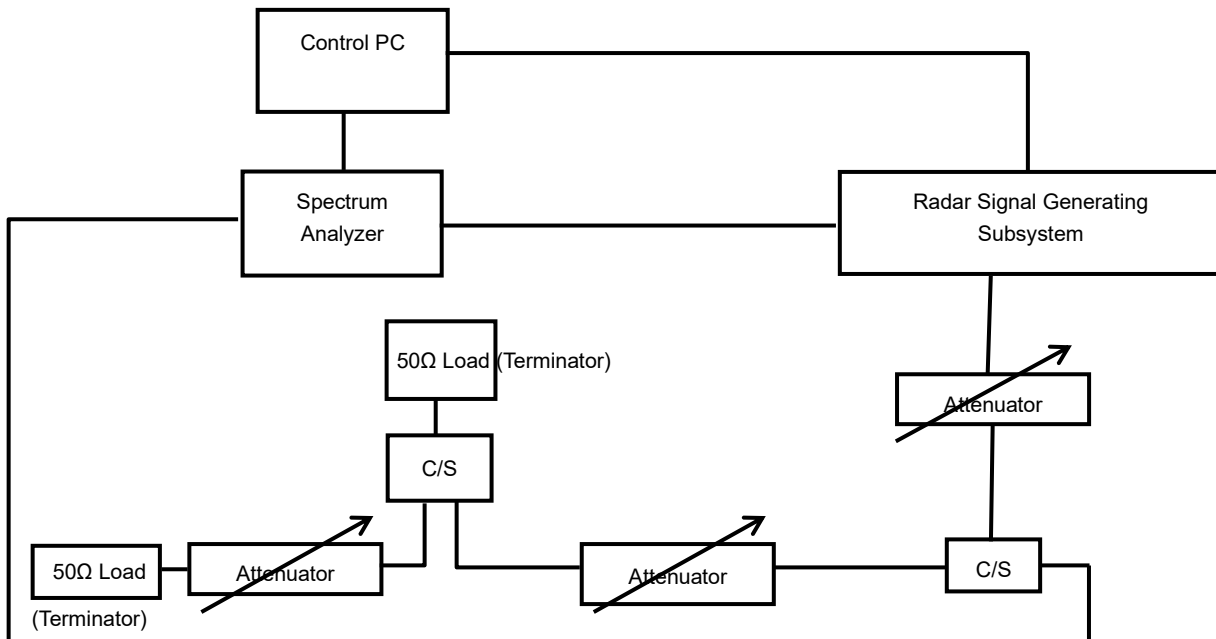 Control PC
Spectrum
Analyzer
Radar Signal Generating
Subsystem
50Ω Load (Terminator)
Attenuator
C/S
50Ω Load
(Terminator)
Attenuator
Attenuator
C/S